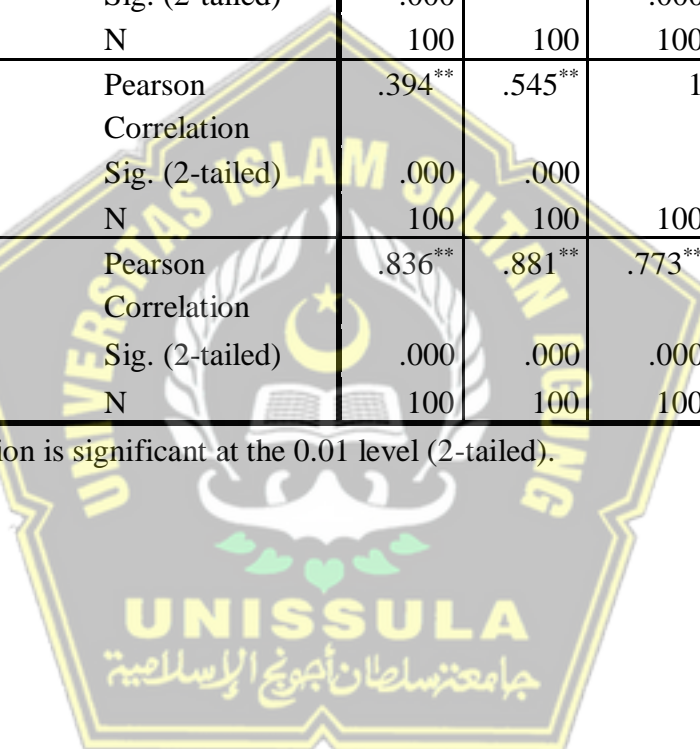 Sig. (2-tailed) .000 .000
N 100 100 100
Pearson .394** .545** 1
Correlation
Sig. (2-tailed) .000 .000
N 100 100 100
Pearson .836** .881** .773**
Correlation
Sig. (2-tailed) .000 .000 .000
N 100 100 100
ion is significant at the 0.01 level (2-tailed).
UNIVERSITAS ISLAM SULTAN AGUNG
UNISSULA
جامعة سلطان أجونج الإسلامية